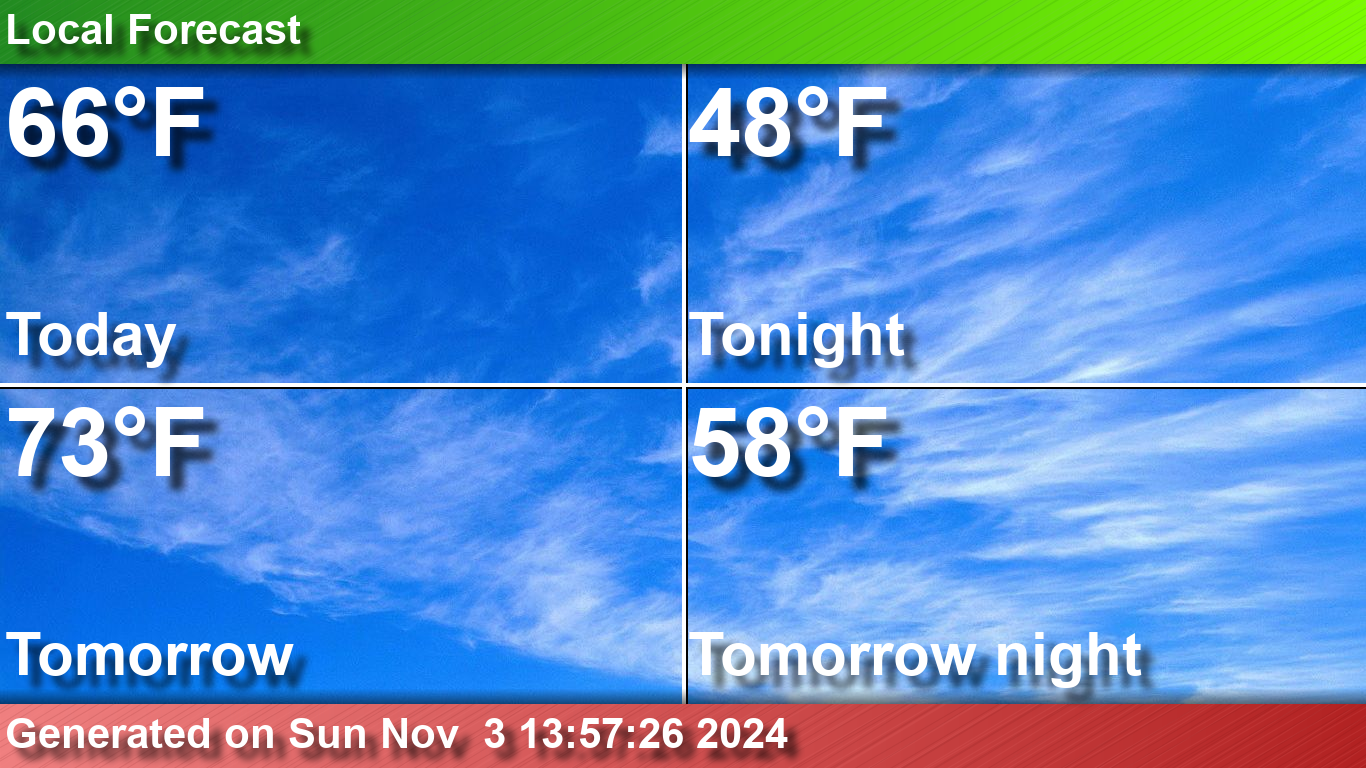 Local Forecast
66°F
Today
48°F
Tonight
73°F
Tomorrow
58°F
Tomorrow night
Generated on Sun Nov  3 13:57:26 2024